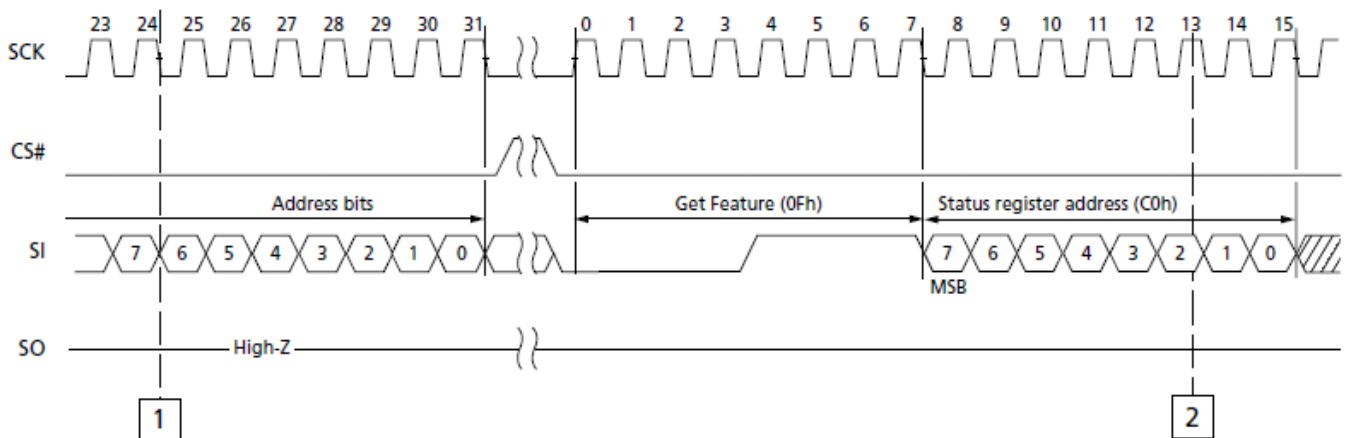 23 24 25 26 27 28 29 30 31 0 1 2 3 4 5 6 7 8 9 10 11 12 13 14 15
SCK
CS#
Address bits Get Feature (0Fh) Status register address (C0h)
SI 7 6 5 4 3 2 1 0 7 6 5 4 3 2 1 0
MSB
SO High-Z
1 2